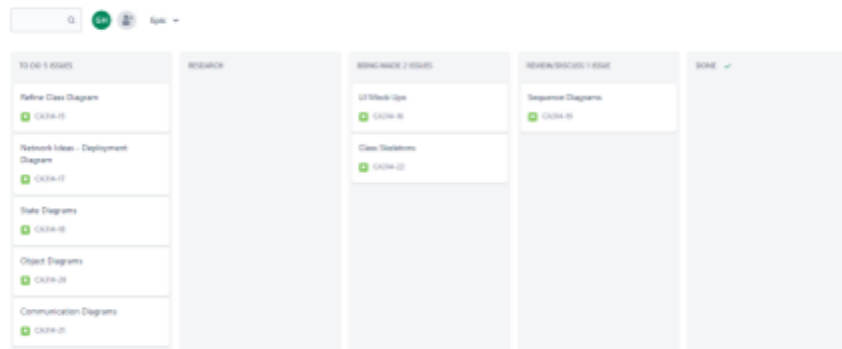 SH
Epic
TO DO 5 ISSUES
Refine Class Diagram
Network Ideas - Deployment
Diagram
State Diagrams
Object Diagrams
Communication Diagrams
RESEARCH
BEING MADE 2 ISSUES
UI Mock Ups
Class Skeletons
REVIEW/DISCUSS 1 ISSUE
Sequence Diagrams
DONE